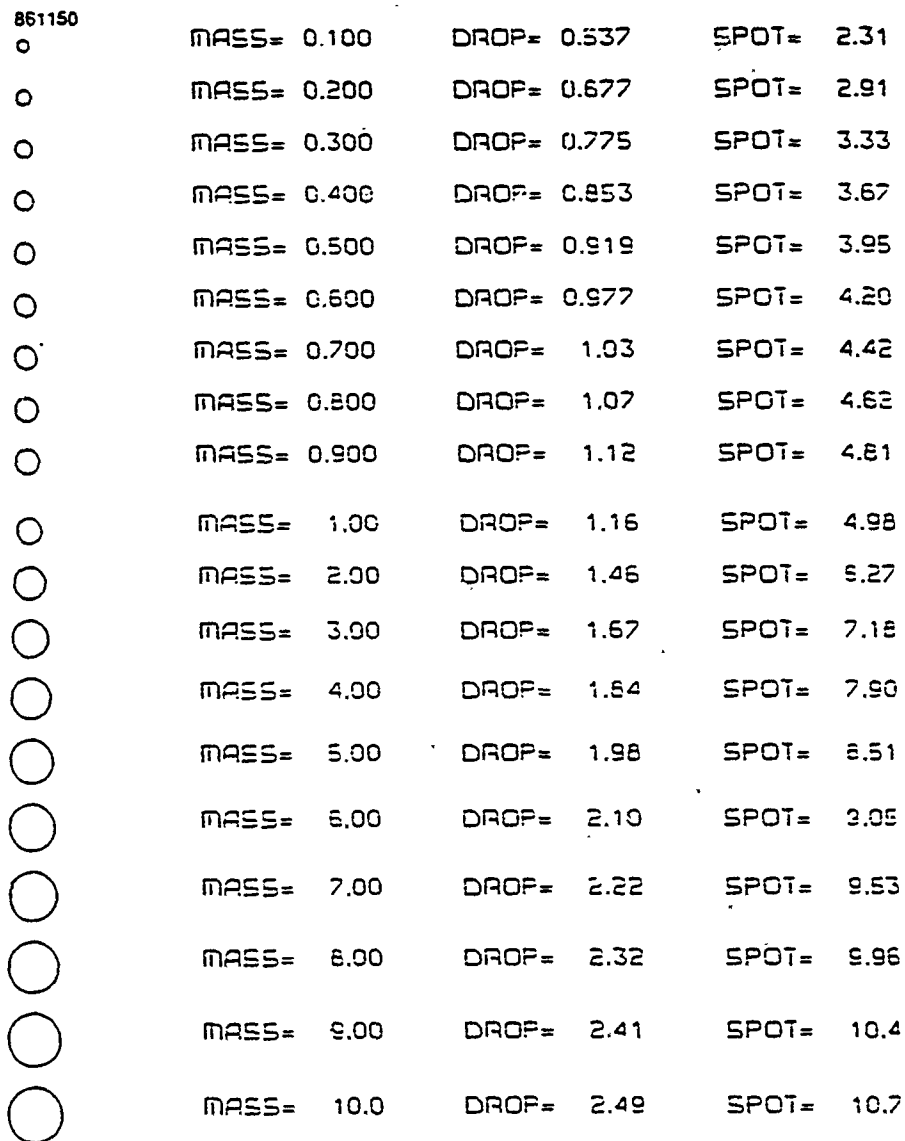 861150
MASS= 0.100 DROP= 0.537 SPOT= 2.31
MASS= 0.200 DROP= 0.677 SPOT= 2.91
MASS= 0.300 DROP= 0.775 SPOT= 3.33
MASS= 0.400 DROP= 0.853 SPOT= 3.67
MASS= 0.500 DROP= 0.919 SPOT= 3.95
MASS= 0.600 DROP= 0.977 SPOT= 4.20
MASS= 0.700 DROP= 1.03 SPOT= 4.42
MASS= 0.800 DROP= 1.07 SPOT= 4.62
MASS= 0.900 DROP= 1.12 SPOT= 4.81
MASS= 1.00 DROP= 1.16 SPOT= 4.98
MASS= 2.00 DROP= 1.46 SPOT= 6.27
MASS= 3.00 DROP= 1.67 SPOT= 7.18
MASS= 4.00 DROP= 1.84 SPOT= 7.90
MASS= 5.00 DROP= 1.98 SPOT= 8.51
MASS= 6.00 DROP= 2.10 SPOT= 9.05
MASS= 7.00 DROP= 2.22 SPOT= 9.53
MASS= 8.00 DROP= 2.32 SPOT= 9.96
MASS= 9.00 DROP= 2.41 SPOT= 10.4
MASS= 10.0 DROP= 2.49 SPOT= 10.7